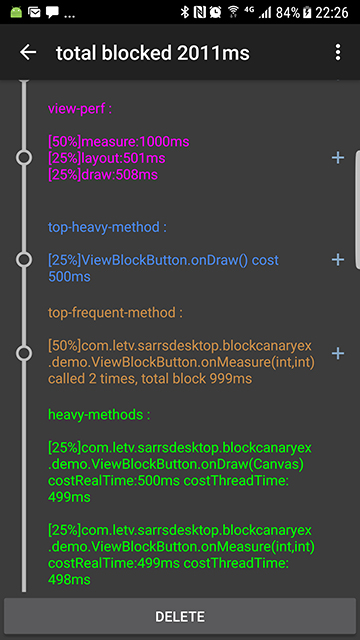 4G 84% 22:26
total blocked 2011ms
view-perf :
[50%]measure:1000ms
[25%]layout:501ms
[25%]draw:508ms
top-heavy-method :
[25%]ViewBlockButton.onDraw() cost
500ms
top-frequent-method :
[50%]com.letv.sarrsdesktop.blockcanaryex
.demo.ViewBlockButton.onMeasure(int,int)
called 2 times, total block 999ms
heavy-methods :
[25%]com.letv.sarrsdesktop.blockcanaryex
.demo.ViewBlockButton.onDraw(Canvas)
costRealTime:500ms costThreadTime:
499ms
[25%]com.letv.sarrsdesktop.blockcanaryex
.demo.ViewBlockButton.onMeasure(int,int)
costRealTime:499ms costThreadTime:
498ms
DELETE